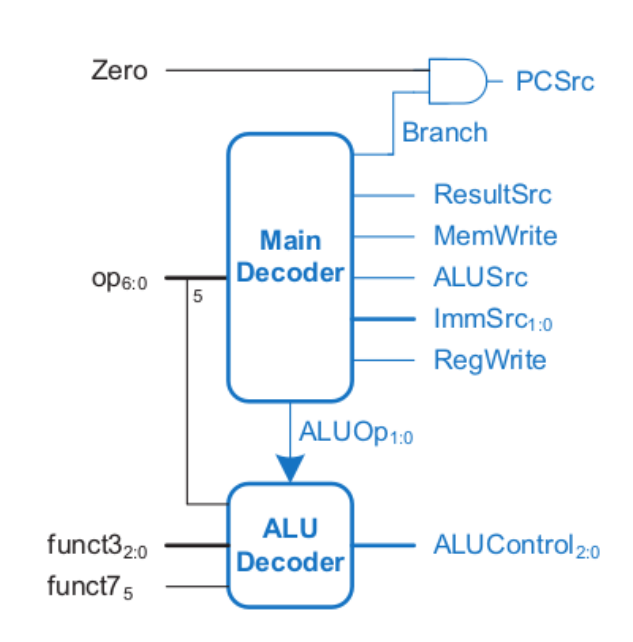 Zero
PCSrc
Branch
ResultSrc
Main
Decoder
MemWrite
op6:0
5
ALUSrc
ImmSrc1:0
RegWrite
ALUOp1:0
ALU
Decoder
funct32:0
ALUControl2:0
funct75